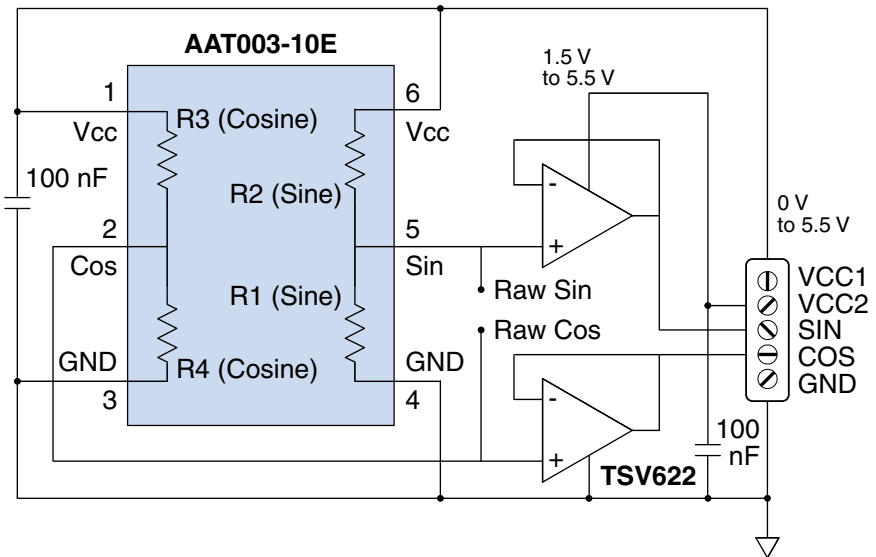 AAT003-10E
1.5 V
to 5.5 V
1
6
R3 (Cosine)
Vcc
Vcc
100 nF
R2 (Sine)
0 V
to 5.5 V
-
2
5
+
Cos
Sin
VCC1
Raw Sin
VCC2
R1 (Sine)
SIN
Raw Cos
COS
GND
R4 (Cosine)
GND
GND
3
4
-
100
nF
+
TSV622